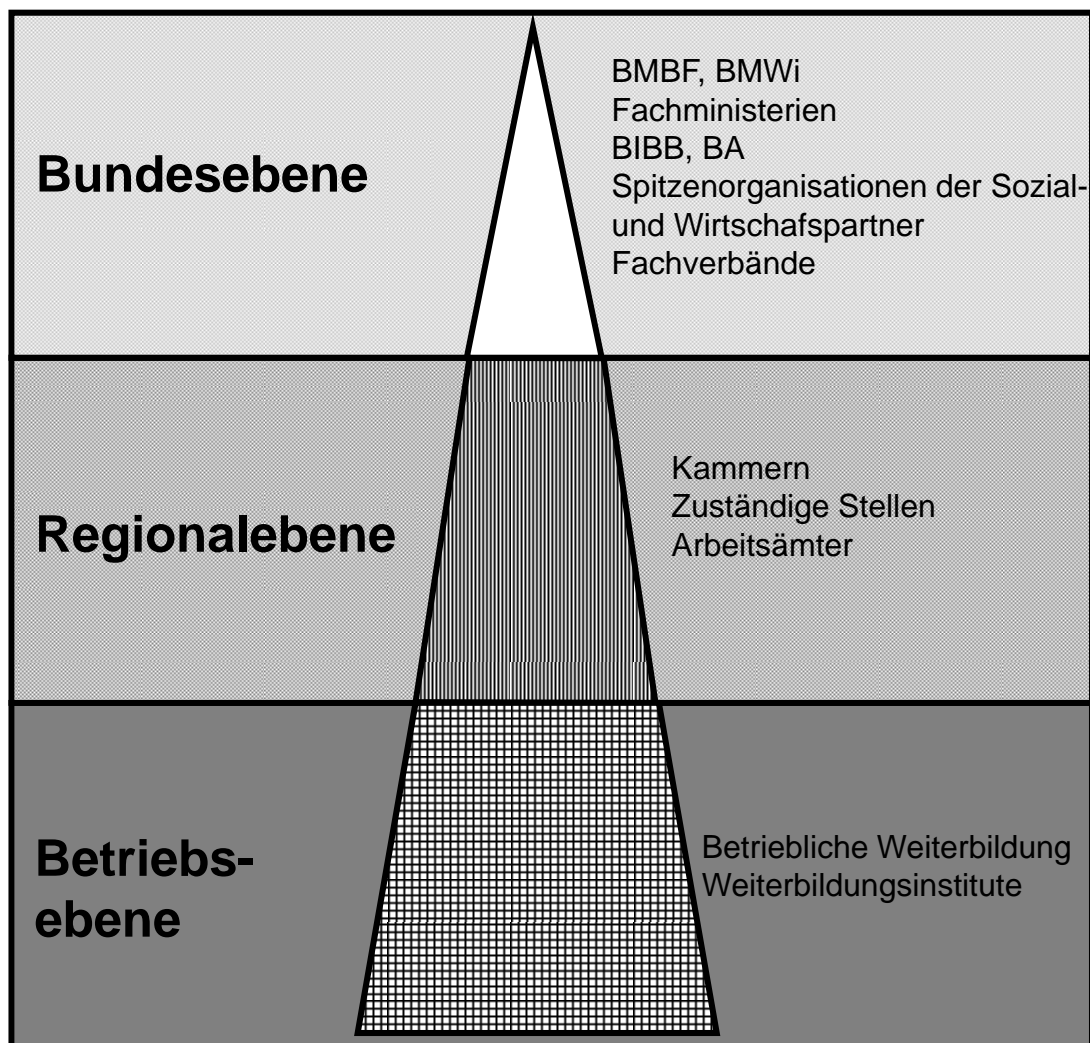 Bundesebene
BMBF, BMWi
Fachministerien
BIBB, BA
Spitzenorganisationen der Sozial-
und Wirtschafspartner
Fachverbände
Regionalebene
Kammern
Zuständige Stellen
Arbeitsämter
Betriebs-
ebene
Betriebliche Weiterbildung
Weiterbildungsinstitute